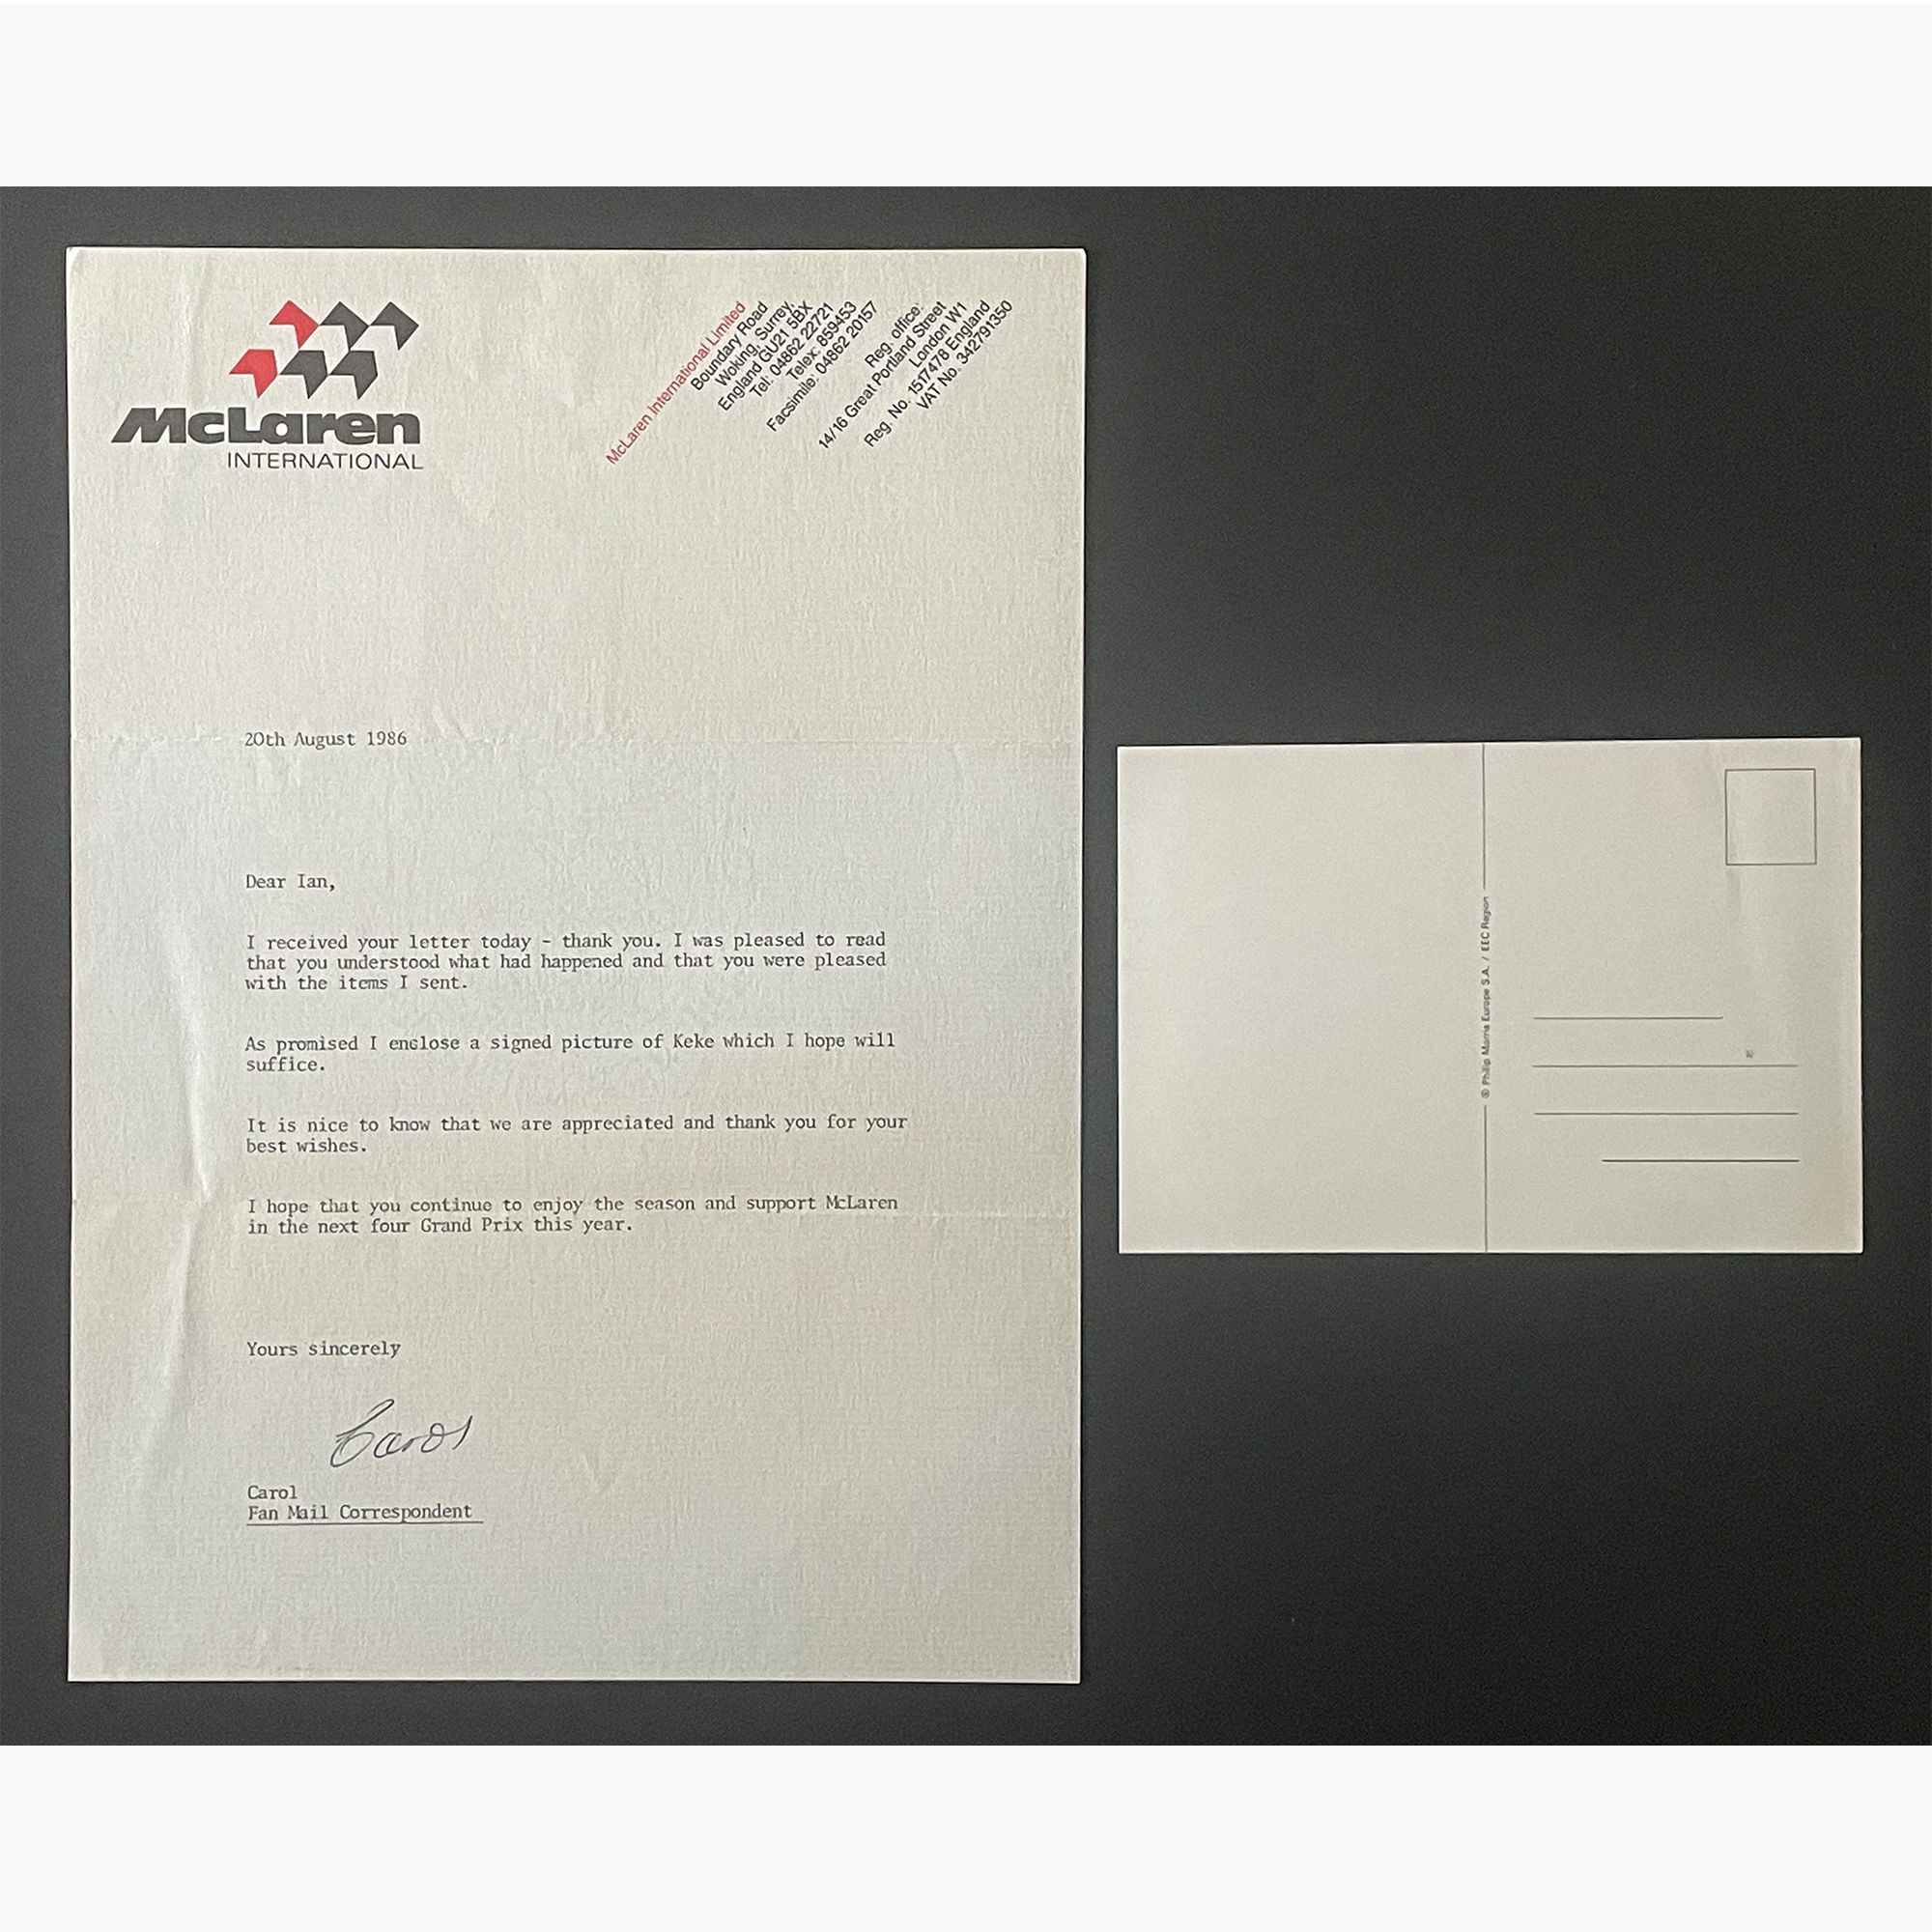 McLaren
INTERNATIONAL
McLaren International Limited
Boundary Road
Woking, Surrey,
England GU21 5BX
Tel: 04862 22721
Telex: 859453
Facsimile: 04862 20157
Reg. office:
14/16 Great Portland Street
London W1
Reg. No. 1517478 England
VAT No. 342791350
20th August 1986
Dear Ian,
I received your letter today - thank you. I was pleased to read
that you understood what had happened and that you were pleased
with the items I sent.
As promised I enclose a signed picture of Keke which I hope will
suffice.
It is nice to know that we are appreciated and thank you for your
best wishes.
I hope that you continue to enjoy the season and support McLaren
in the next four Grand Prix this year.
Yours sincerely
Carol
Carol
Fan Mail Correspondent
© Philip Morris Europe S.A. / EEC Region